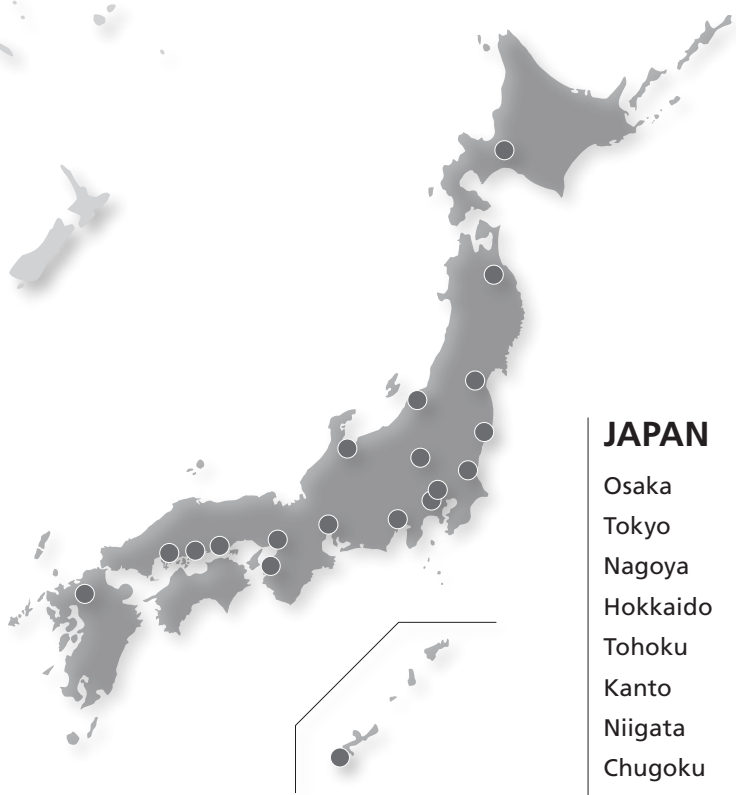 JAPAN
Osaka
Tokyo
Nagoya
Hokkaido
Tohoku
Kanto
Niigata
Chugoku